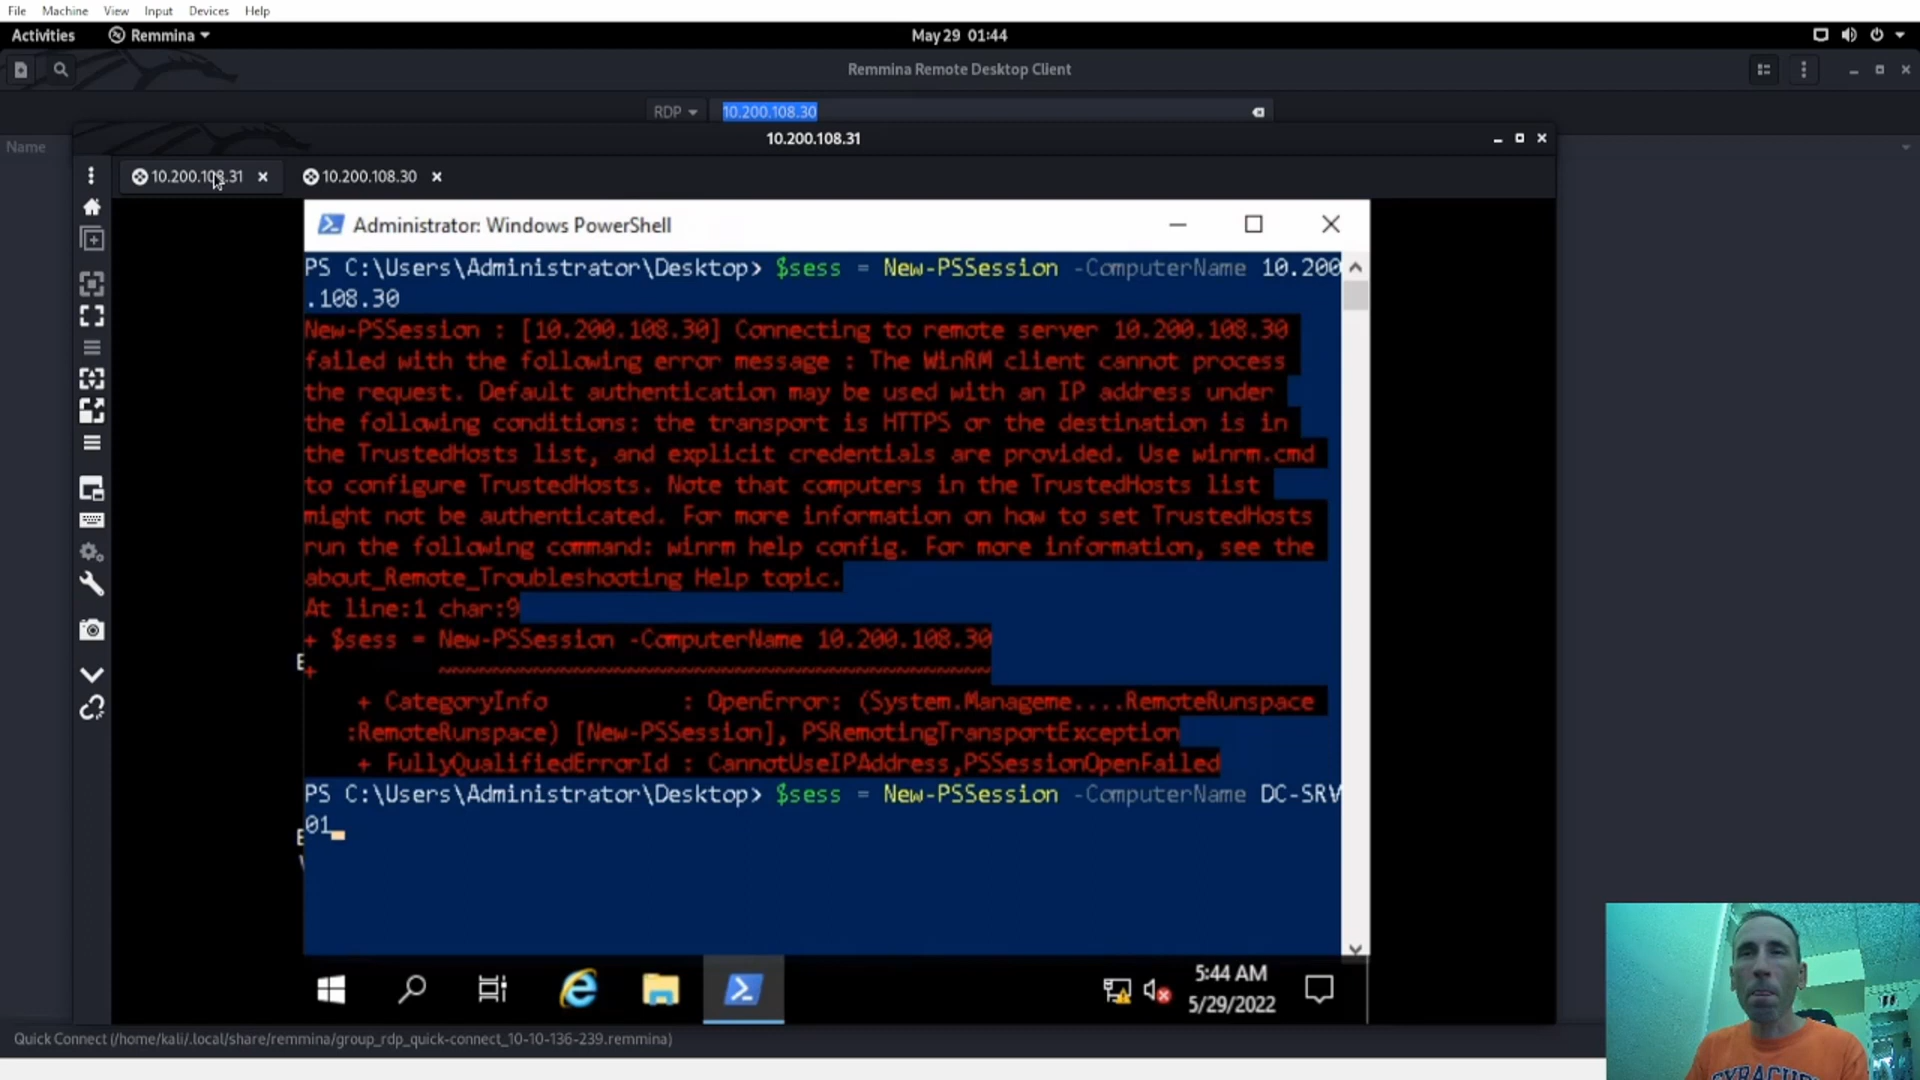 File Machine View Input Devices Help
Activities Remmina May 29 01:44
Remmina Remote Desktop Client
RDP 10.200.108.30
10.200.108.31
Name
10.200.108.31 10.200.108.30
Administrator: Windows PowerShell
PS C:\Users\Administrator\Desktop> $sess = New-PSSession -ComputerName 10.200
.108.30
New-PSSession : [10.200.108.30] Connecting to remote server 10.200.108.30
failed with the following error message : The WinRM client cannot process
the request. Default authentication may be used with an IP address under
the following conditions: the transport is HTTPS or the destination is in
the TrustedHosts list, and explicit credentials are provided. Use winrm.cmd
to configure TrustedHosts. Note that computers in the TrustedHosts list
might not be authenticated. For more information on how to set TrustedHosts
run the following command: winrm help config. For more information, see the
about_Remote_Troubleshooting Help topic.
At line:1 char:9
+ $sess = New-PSSession -ComputerName 10.200.108.30
+ ~~~~~~~~~~~~~~~~~~~~~~~~~~~~~~~~~~~~~~~~~
+ CategoryInfo : OpenError: (System.Manageme....RemoteRunspace
:RemoteRunspace) [New-PSSession], PSRemotingTransportException
+ FullyQualifiedErrorId : CannotUseIPAddress,PSSessionOpenFailed
PS C:\Users\Administrator\Desktop> $sess = New-PSSession -ComputerName DC-SRV
01
5:44 AM
5/29/2022
Quick Connect (/home/kali/.local/share/remmina/group_rdp_quick-connect_10-10-136-239.remmina)